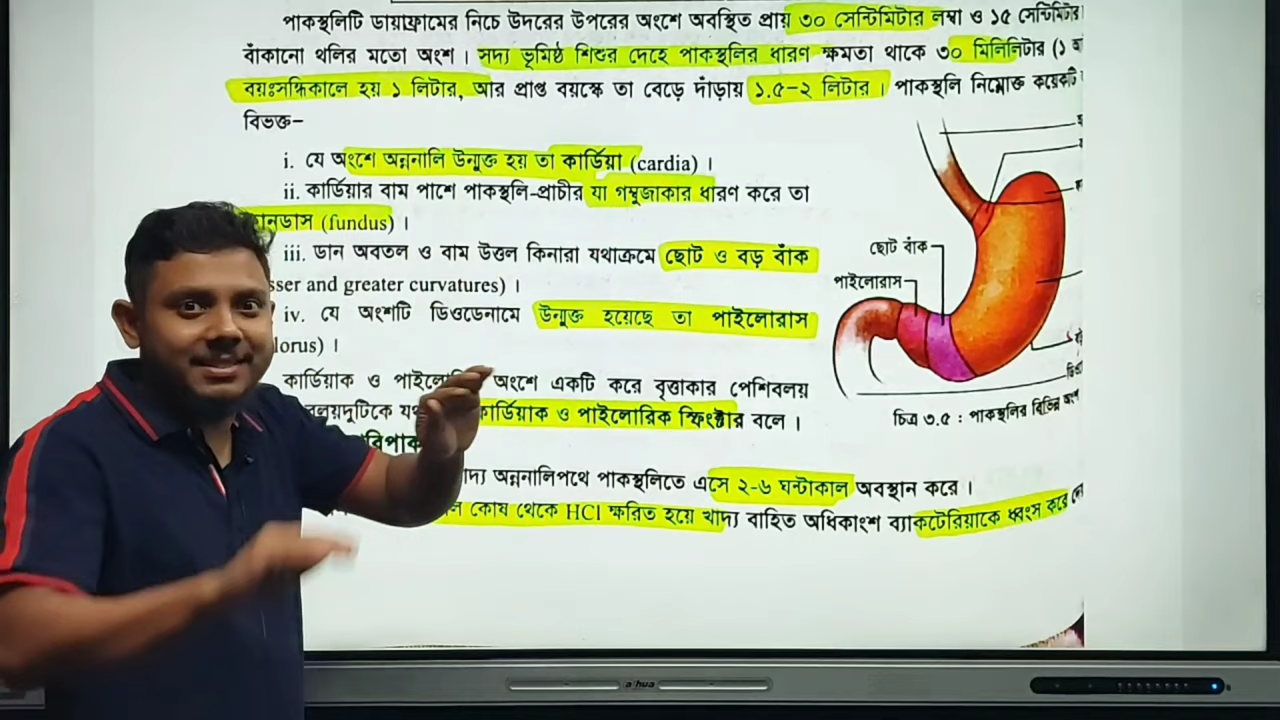 পাকস্থলিটি ডায়াফ্রামের নিচে উদরের উপরের অংশে অবস্থিত প্রায় ৩০ সেন্টিমিটার লম্বা ও ১৫ সেন্টিমিটার
বাঁকানো থলির মতো অংশ। সদ্য ভূমিষ্ঠ শিশুর দেহে পাকস্থলির ধারণ ক্ষমতা থাকে ৩০ মিলিলিটার (১
বয়ঃসন্ধিকালে হয় ১ লিটার, আর প্রাপ্ত বয়স্কে তা বেড়ে দাঁড়ায় ১.৫-২ লিটার। পাকস্থলি নিম্নোক্ত কয়েকটি
বিভক্ত-
i. যে অংশে অন্ননালি উন্মুক্ত হয় তা কার্ডিয়া (cardia)।
ii. কার্ডিয়ার বাম পাশে পাকস্থলি-প্রাচীর যা গম্বুজাকার ধারণ করে তা
ানডাস (fundus)।
iii. ডান অবতল ও বাম উত্তল কিনারা যথাক্রমে ছোট ও বড় বাঁক
sser and greater curvatures)।
iv. যে অংশটি ডিওডেনামে উন্মুক্ত হয়েছে তা পাইলোরাস
lorus)।
কার্ডিয়াক ও পাইলোরি অংশে একটি করে বৃত্তাকার পেশিবলয়
বলয়দুটিকে কার্ডিয়াক ও পাইলোরিক স্ফিংক্টার বলে।
বিপাক
দ্য অন্ননালিপথে পাকস্থলিতে এসে ২-৬ ঘন্টাকাল অবস্থান করে।
কোষ থেকে HCl ক্ষরিত হয়ে খাদ্য বাহিত অধিকাংশ ব্যাকটেরিয়াকে ধ্বংস করে
ছোট বাঁক
পাইলোরাস
চিত্র ৩.৫ : পাকস্থলির বিভিন্ন অংশ
alhua